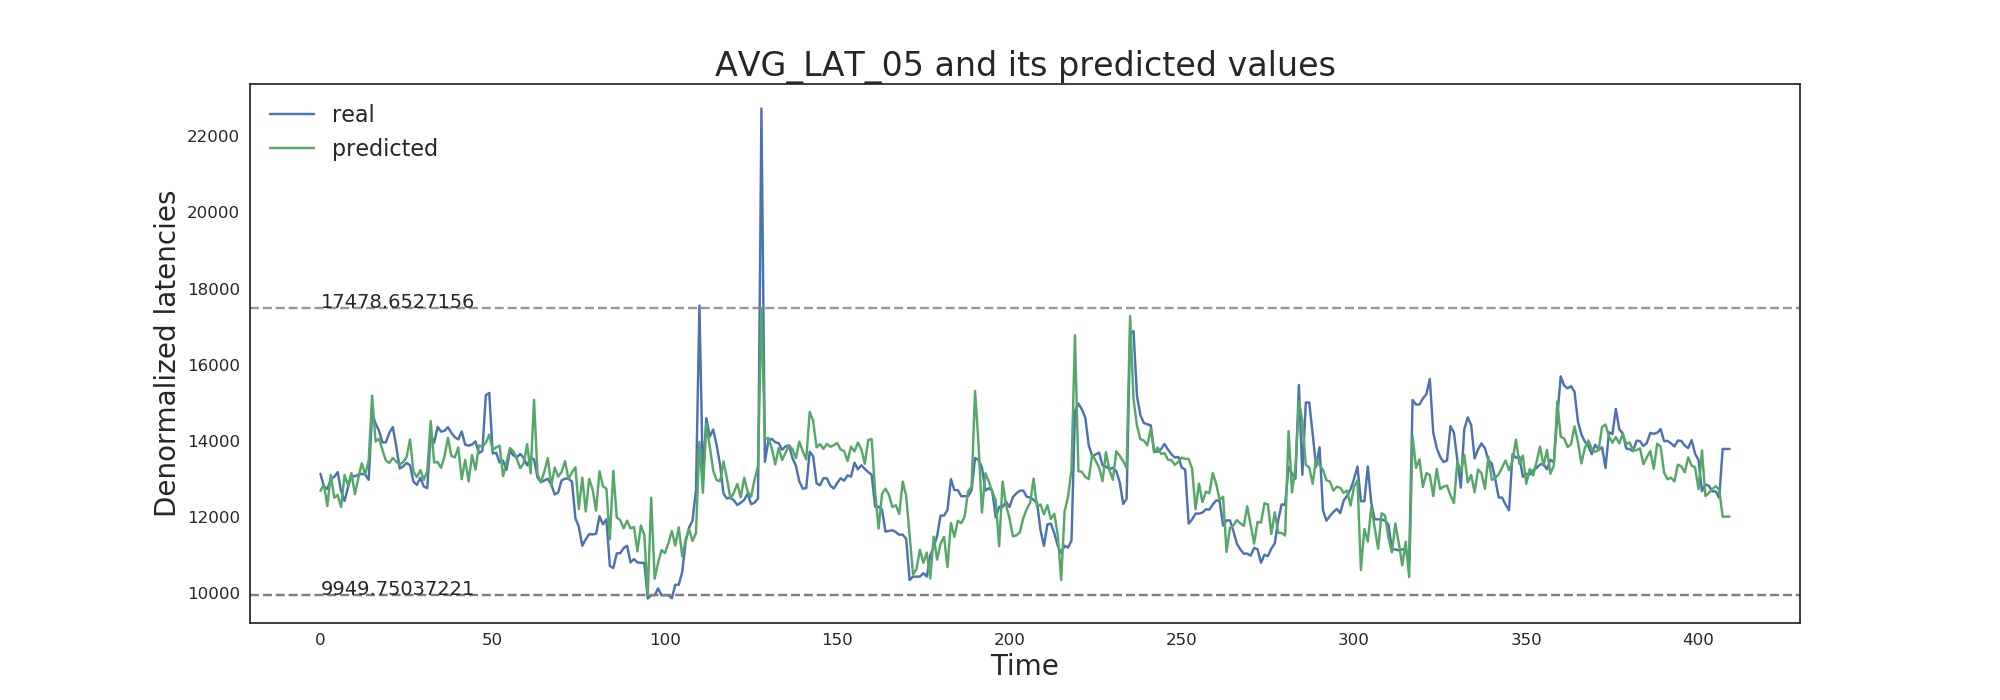 AVG_LAT_05 and its predicted values
real
predicted
Denormalized latencies
22000
20000
18000
16000
14000
12000
10000
17478.6527156
9949.75037221
0 50 100 150 200 250 300 350 400
Time